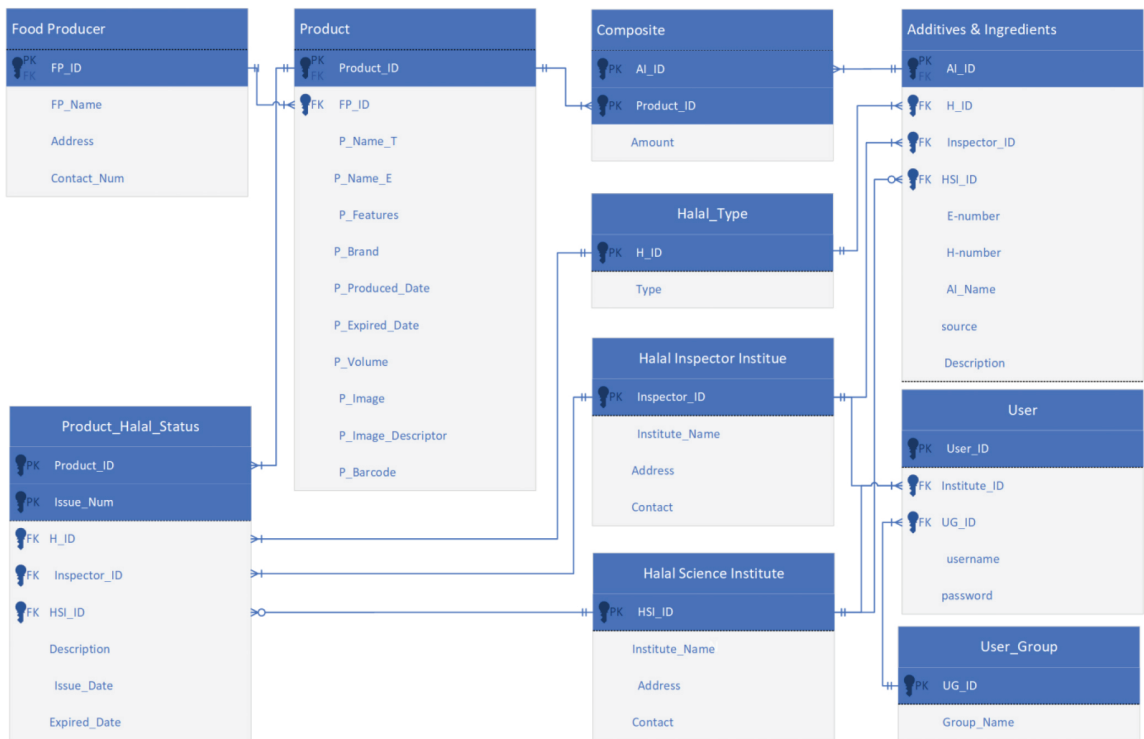 Food Producer
PK
FK FP_ID
FP_Name
Address
Contact_Num
Product
PK
FK Product_ID
FK FP_ID
P_Name_T
P_Name_E
P_Features
P_Brand
P_Produced_Date
P_Expired_Date
P_Volume
P_Image
P_Image_Descriptor
P_Barcode
Composite
PK AI_ID
PK Product_ID
Amount
Additives & Ingredients
PK
FK AI_ID
FK H_ID
FK Inspector_ID
FK HSI_ID
E-number
H-number
AI_Name
source
Description
Halal_Type
PK H_ID
Type
Halal Inspector Institue
PK Inspector_ID
Institute_Name
Address
Contact
User
PK User_ID
FK Institute_ID
FK UG_ID
username
password
Product_Halal_Status
PK Product_ID
PK Issue_Num
FK H_ID
FK Inspector_ID
FK HSI_ID
Description
Issue_Date
Expired_Date
Halal Science Institute
PK HSI_ID
Institute_Name
Address
Contact
User_Group
PK UG_ID
Group_Name